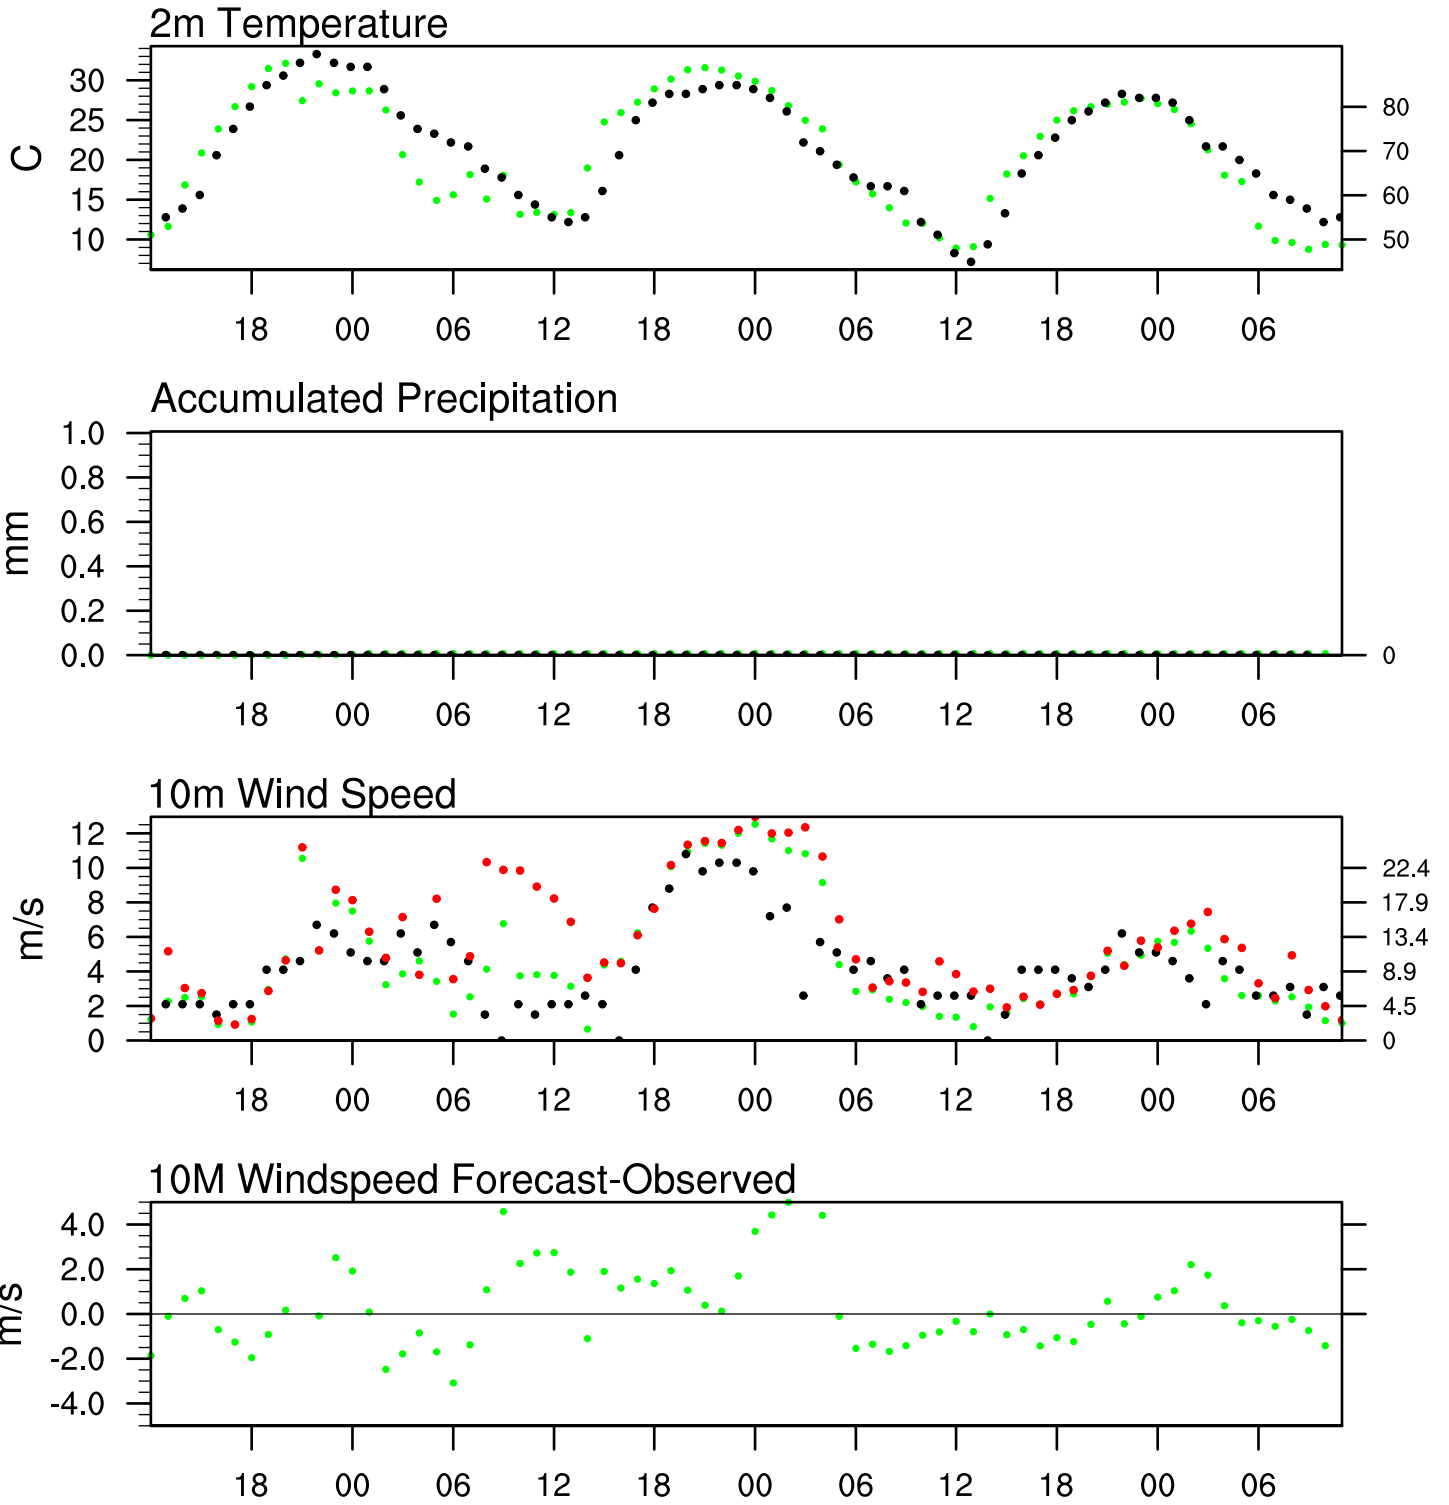 2m Temperature
C
30
25
20
15
10
80
70
60
50
18 00 06 12 18 00 06 12 18 00 06
Accumulated Precipitation
mm
1.0
0.8
0.6
0.4
0.2
0.0
0
18 00 06 12 18 00 06 12 18 00 06
10m Wind Speed
m/s
12
10
8
6
4
2
0
22.4
17.9
13.4
8.9
4.5
0
18 00 06 12 18 00 06 12 18 00 06
10M Windspeed Forecast-Observed
m/s
4.0
2.0
0.0
-2.0
-4.0
18 00 06 12 18 00 06 12 18 00 06